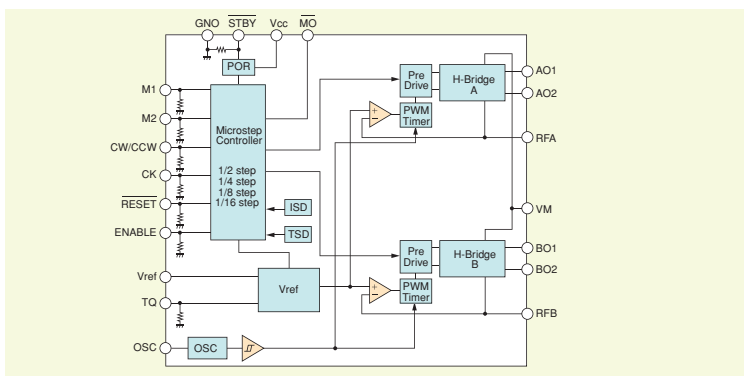 GNO STBY Vcc MO
POR
M1
M2
CW/CCW
CK
RESET
ENABLE
Vref
TQ
OSC
Microstep
Controller
1/2 step
1/4 step
1/8 step
1/16 step
ISD
TSD
Vref
OSC
Pre
Drive
H-Bridge
A
PWM
Timer
+
−
AO1
AO2
RFA
VM
Pre
Drive
H-Bridge
B
PWM
Timer
+
−
BO1
BO2
RFB